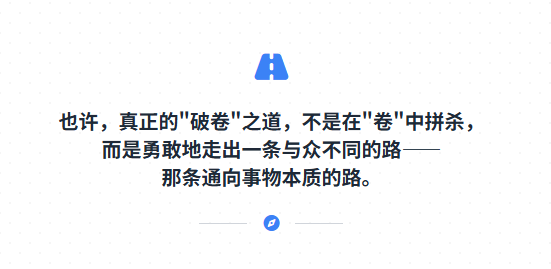 也许，真正的"破卷"之道，不是在"卷"中拼杀，
而是勇敢地走出一条与众不同的路——
那条通向事物本质的路。